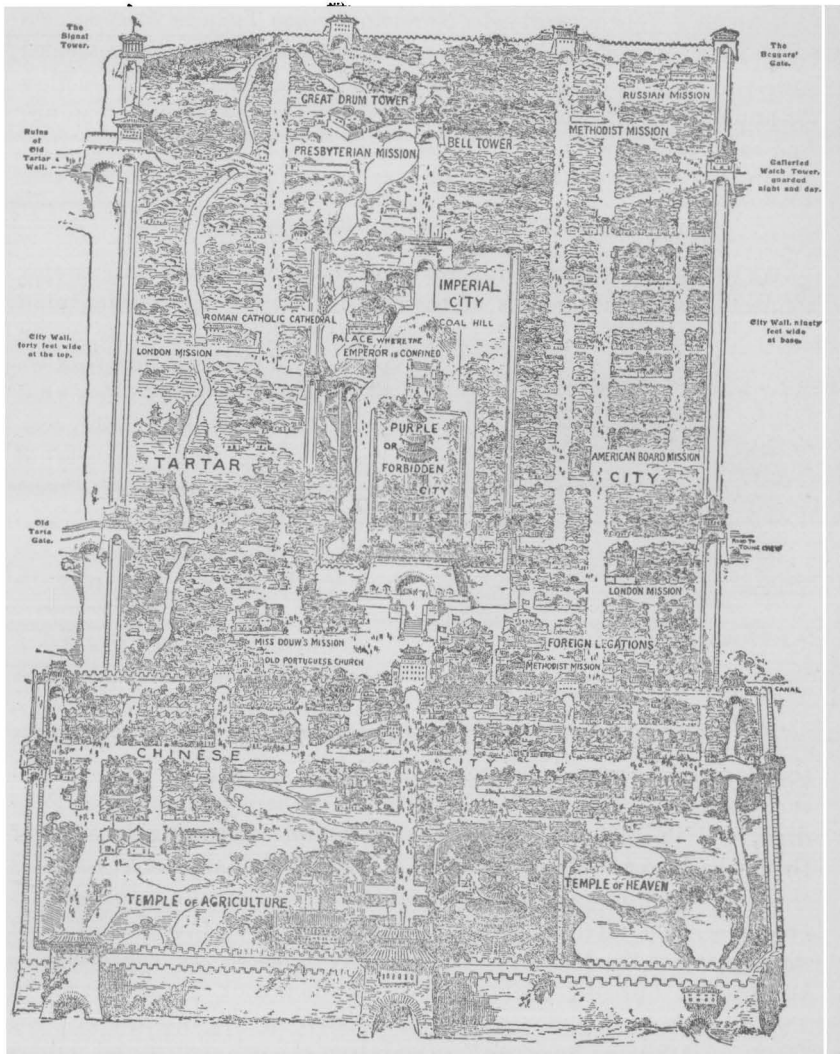 The
Signal
Tower.
The
Beggars'
Gate.
GREAT DRUM TOWER
RUSSIAN MISSION
METHODIST MISSION
Ruins
of
Old
Tartar
Wall.
PRESBYTERIAN MISSION
BELL TOWER
Galleried
Watch Tower,
guarded
night and day.
IMPERIAL
CITY
ROMAN CATHOLIC CATHEDRAL
COAL HILL
City Wall,
forty feet wide
at the top.
LONDON MISSION
PALACE WHERE THE
EMPEROR IS CONFINED
City Wall, ninety
feet wide
at base.
PURPLE
OR
FORBIDDEN
CITY
TARTAR
AMERICAN BOARD MISSION
CITY
Old
Gate.
ROAD TO
LONDON MISSION
MISS DOUW'S MISSION
FOREIGN LEGATIONS
OLD PORTUGUESE CHURCH
METHODIST MISSION
CANAL
CHINESE
CITY
TEMPLE OF AGRICULTURE
TEMPLE OF HEAVEN